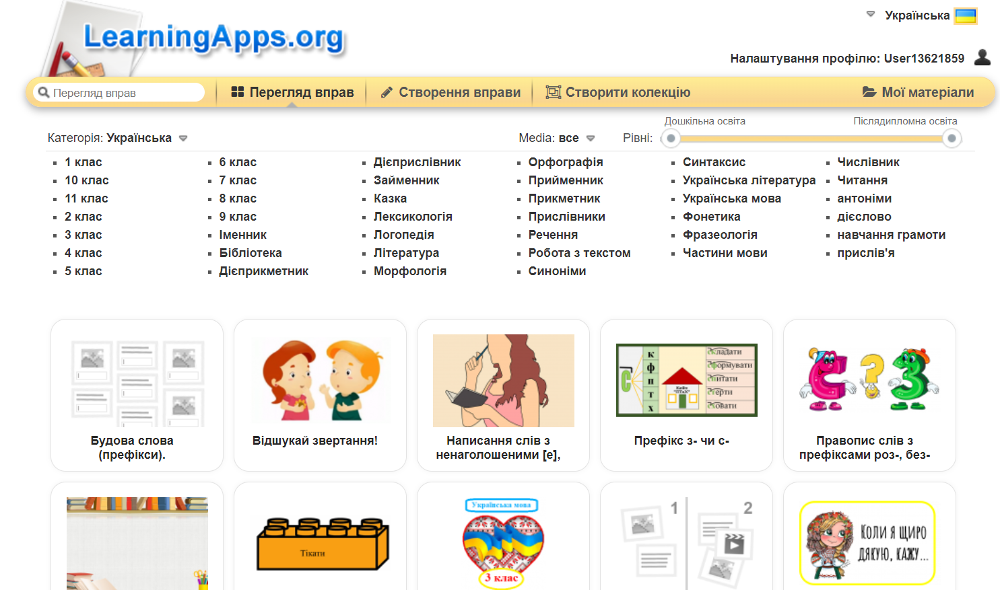 LearningApps.org
Українська
Налаштування профілю: User13621859
Перегляд вправ
Перегляд вправ
Створення вправи
Створити колекцію
Мої матеріали
Категорія: Українська
Media: все
Рівні:
Дошкільна освіта
Післядипломна освіта
1 клас
10 клас
11 клас
2 клас
3 клас
4 клас
5 клас
6 клас
7 клас
8 клас
9 клас
Іменник
Бібліотека
Дієприкметник
Дієприслівник
Займенник
Казка
Лексикологія
Логопедія
Література
Морфологія
Орфографія
Прийменник
Прикметник
Прислівники
Речення
Робота з текстом
Синоніми
Синтаксис
Українська література
Українська мова
Фонетика
Фразеологія
Частини мови
Числівник
Читання
антоніми
дієслово
навчання грамоти
прислів'я
Будова слова
(префікси).
Відшукай звертання!
Написання слів з
ненаголошеними [е],
С
к
ф
п
т
х
Кафе
"ПТаХ"
складати
сформувати
спитати
стерти
сховати
Префікс з- чи с-
С ? З
Правопис слів з
префіксами роз-, без-
Тікати
Українська мова
3 клас
1
2
Коли я щиро
дякую, кажу...